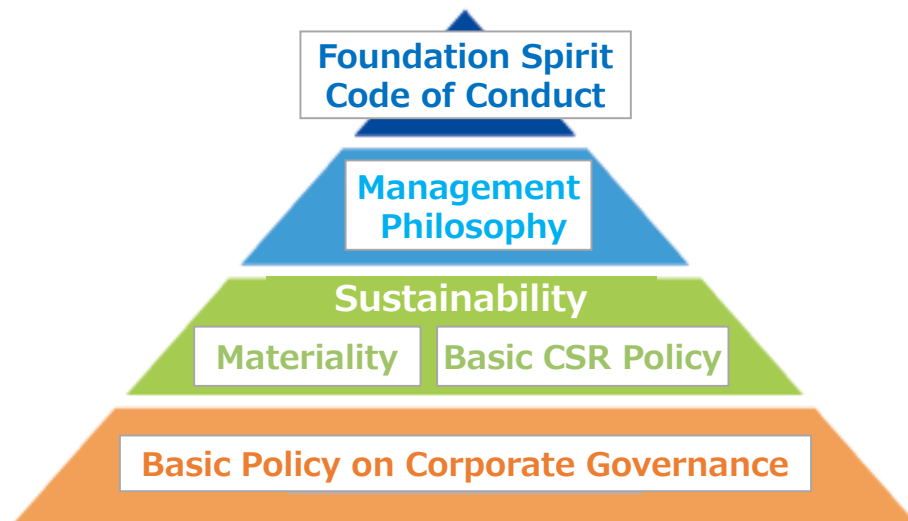 Foundation Spirit
Code of Conduct
Management
Philosophy
Sustainability
Materiality
Basic CSR Policy
Basic Policy on Corporate Governance